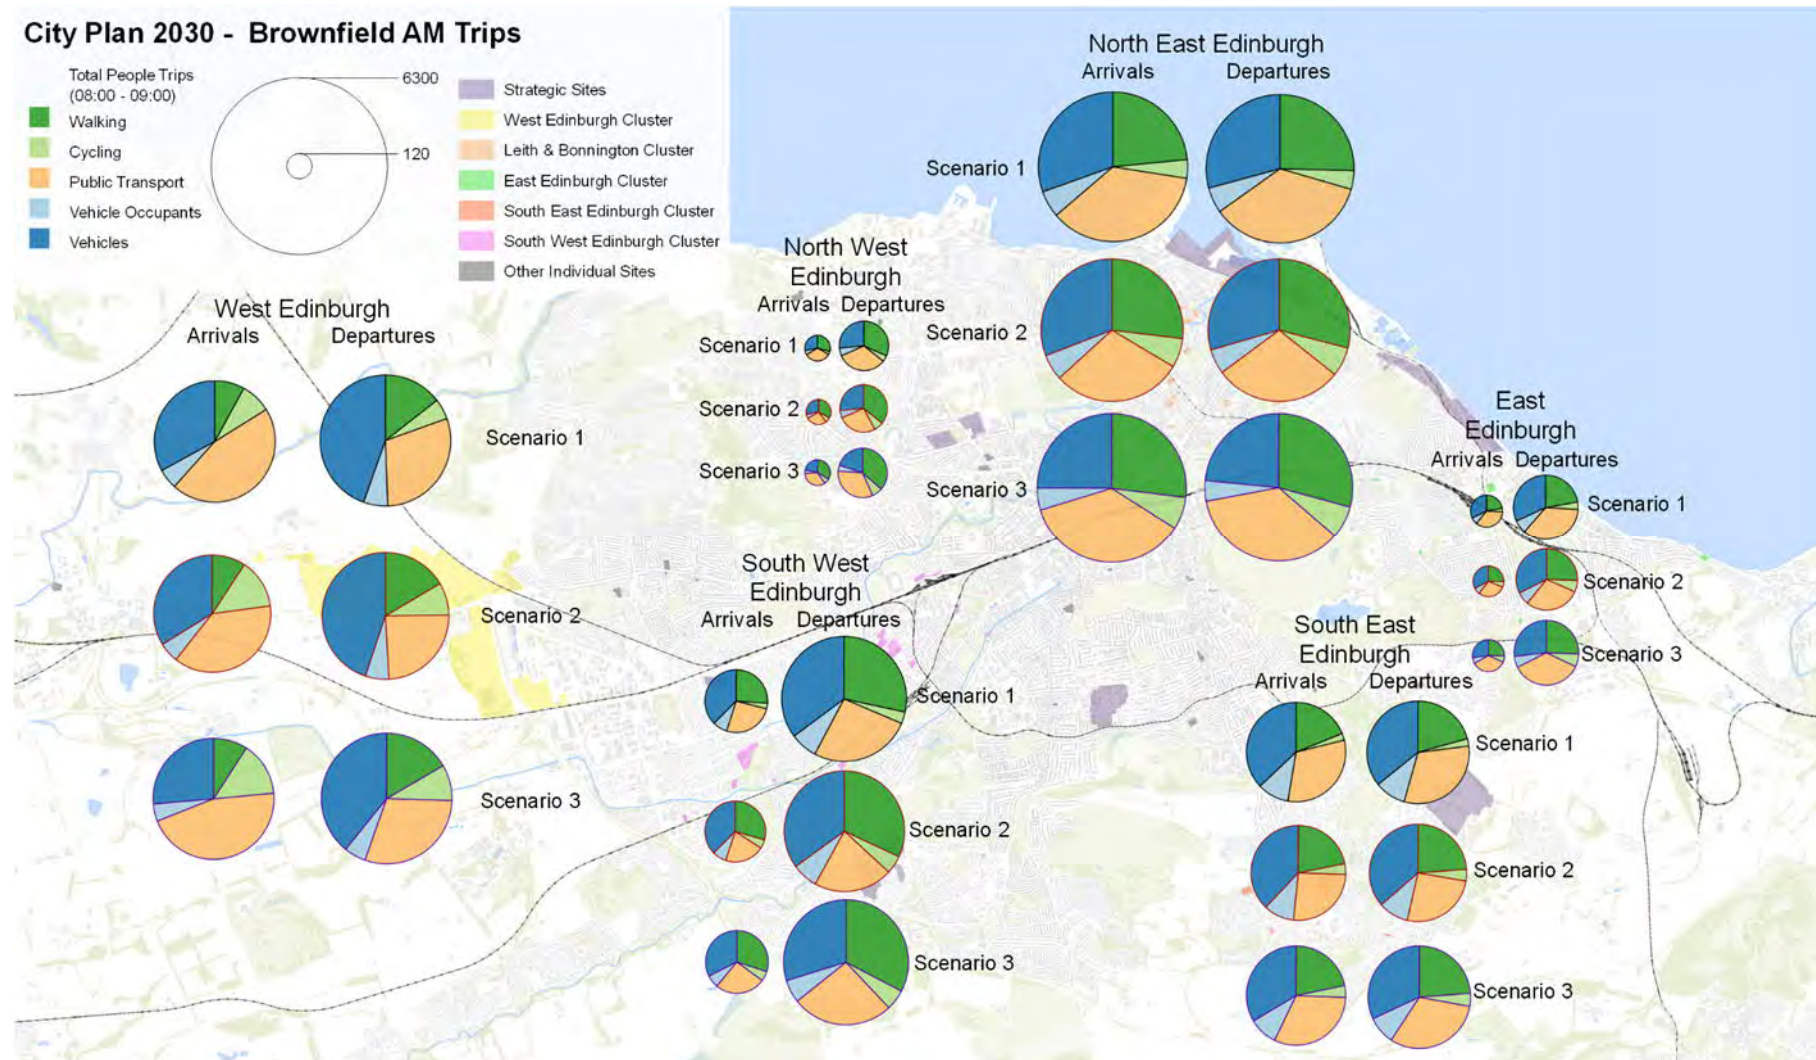 City Plan 2030 - Brownfield AM Trips
Total People Trips
(08:00 - 09:00)
Walking
Cycling
Public Transport
Vehicle Occupants
Vehicles
6300
120
Strategic Sites
West Edinburgh Cluster
Leith & Bonnington Cluster
East Edinburgh Cluster
South East Edinburgh Cluster
South West Edinburgh Cluster
Other Individual Sites
North East Edinburgh
Arrivals Departures
Scenario 1
Scenario 2
Scenario 3
North West
Edinburgh
Arrivals Departures
Scenario 1
Scenario 2
Scenario 3
West Edinburgh
Arrivals Departures
Scenario 1
Scenario 2
Scenario 3
East
Edinburgh
Arrivals Departures
Scenario 1
Scenario 2
Scenario 3
South West
Edinburgh
Arrivals Departures
Scenario 1
Scenario 2
Scenario 3
South East
Edinburgh
Arrivals Departures
Scenario 1
Scenario 2
Scenario 3